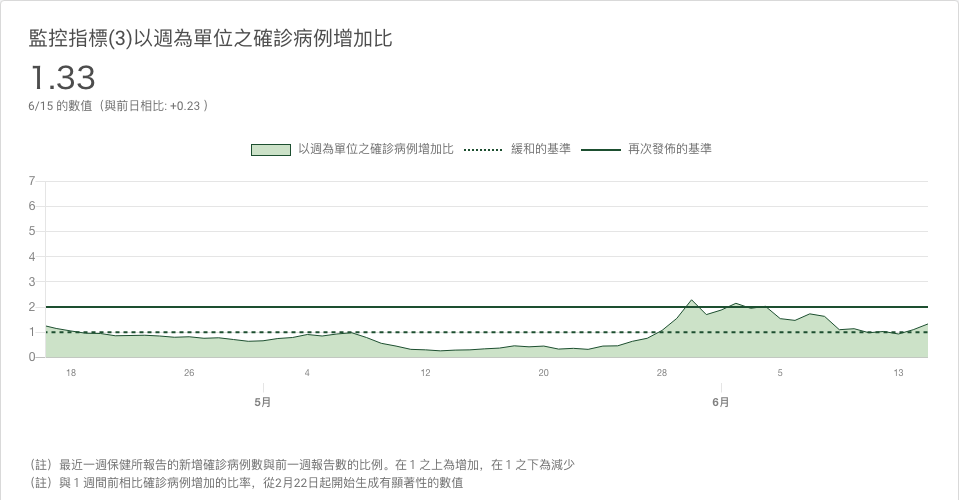 監控指標(3)以週為單位之確診病例增加比
1.33
6/15 的數值（與前日相比: +0.23 ）
以週為單位之確診病例增加比 緩和的基準 再次發佈的基準
7
6
5
4
3
2
1
0
18 26 4 12 20 28 5 13
5月 6月
（註）最近一週保健所報告的新增確診病例數與前一週報告數的比例。在 1 之上為增加，在 1 之下為減少
（註）與 1 週間前相比確診病例增加的比率，從2月22日起開始生成有顯著性的數值